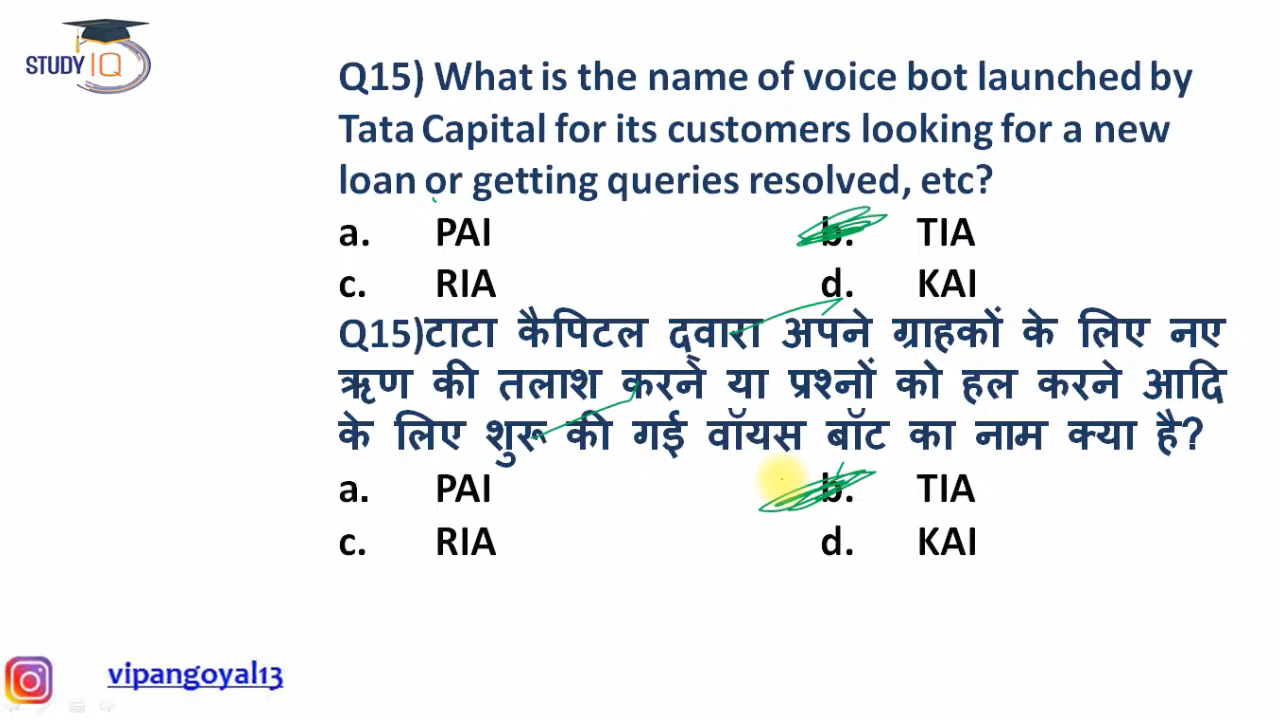 STUDY IQ
Q15) What is the name of voice bot launched by
Tata Capital for its customers looking for a new
loan or getting queries resolved, etc?
a. PAI b. TIA
c. RIA d. KAI
Q15)टाटा कैपिटल द्वारा अपने ग्राहकों के लिए नए
ऋण की तलाश करने या प्रश्नों को हल करने आदि
के लिए शुरू की गई वॉयस बॉट का नाम क्या है?
a. PAI b. TIA
c. RIA d. KAI
vipangoyal13